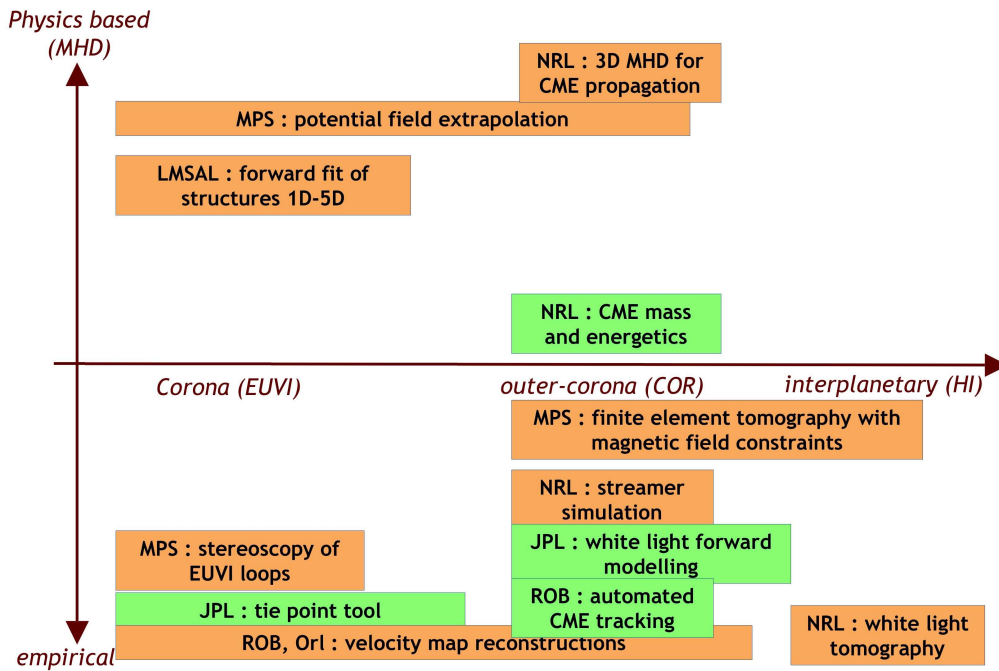 Physics based
(MHD)
NRL : 3D MHD for
CME propagation
MPS : potential field extrapolation
LMSAL : forward fit of
structures 1D-5D
NRL : CME mass
and energetics
Corona (EUVI)
outer-corona (COR)
interplanetary (HI)
MPS : finite element tomography with
magnetic field constraints
NRL : streamer
simulation
JPL : white light forward
modelling
MPS : stereoscopy of
EUVI loops
ROB : automated
CME tracking
JPL : tie point tool
NRL : white light
tomography
ROB, Orl : velocity map reconstructions
empirical